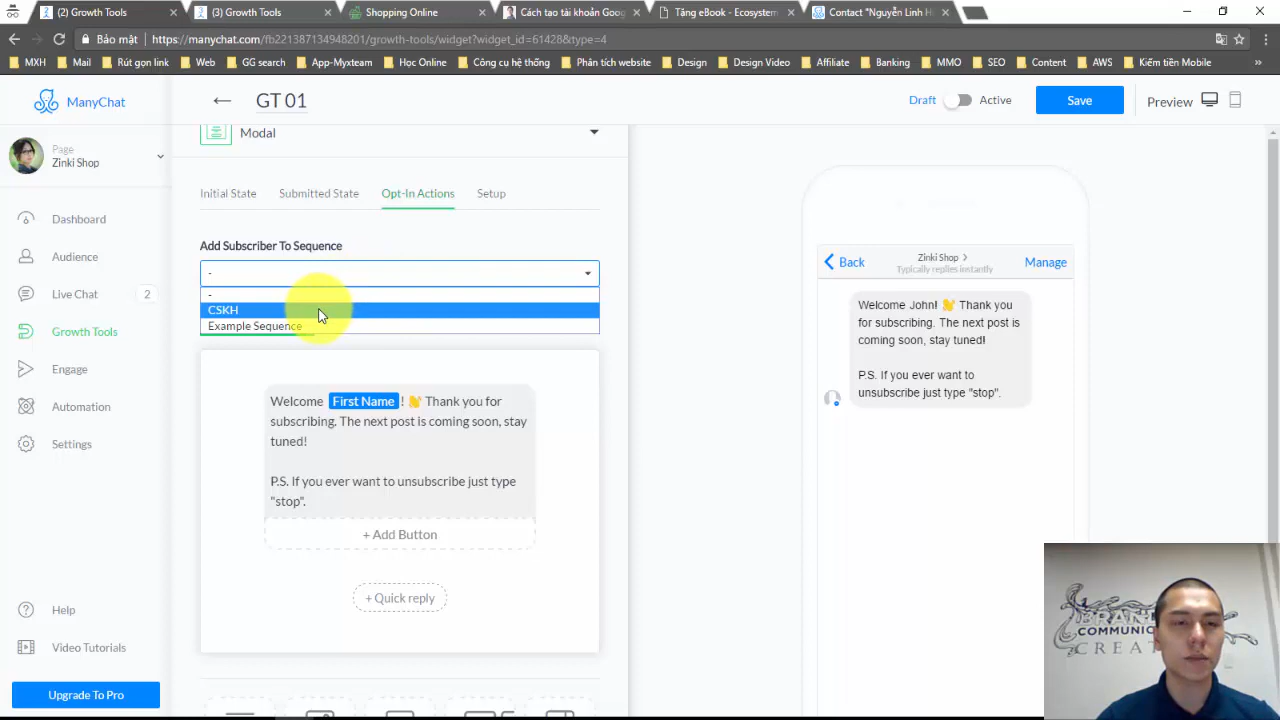 (2) Growth Tools
(3) Growth Tools
Shopping Online
Cách tạo tài khoản Goo
Tặng eBook - Ecosystem
Contact "Nguyễn Linh H
Bảo mật
https://manychat.com/fb221387134948201/growth-tools/widget?widget_id=61428&type=4
MXH
Mail
Rút gọn link
Web
GG search
App-Myxteam
Học Online
Công cụ hệ thống
Phân tích website
Design
Design Video
Affiliate
Banking
MMO
SEO
Content
AWS
Kiếm tiền Mobile
»
ManyChat
GT 01
Draft
Active
Save
Preview
Page
Zinki Shop
Modal
Dashboard
Audience
Live Chat
2
Growth Tools
Engage
Automation
Settings
Help
Video Tutorials
Upgrade To Pro
Initial State
Submitted State
Opt-In Actions
Setup
Add Subscriber To Sequence
-
-
CSKH
Example Sequence
Welcome First Name ! 👋 Thank you for
subscribing. The next post is coming soon, stay
tuned!
P.S. If you ever want to unsubscribe just type
"stop".
+ Add Button
+ Quick reply
Back
Zinki Shop
Typically replies instantly
Manage
Welcome John! 👋 Thank you
for subscribing. The next post is
coming soon, stay tuned!
P.S. If you ever want to
unsubscribe just type "stop".
COMMUNIC
CREAT